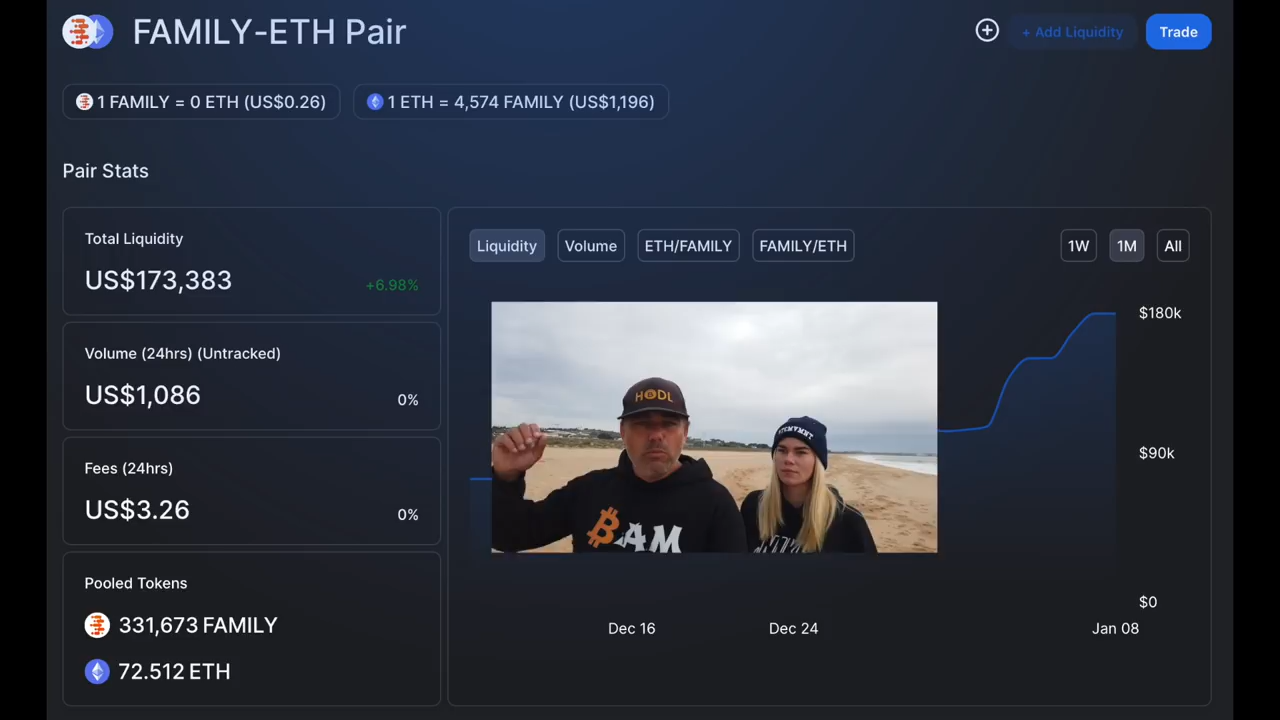 FAMILY-ETH Pair
+ Add Liquidity
Trade
1 FAMILY = 0 ETH (US$0.26)
1 ETH = 4,574 FAMILY (US$1,196)
Pair Stats
Total Liquidity
US$173,383
+6.98%
Volume (24hrs) (Untracked)
US$1,086
0%
Fees (24hrs)
US$3.26
0%
Pooled Tokens
331,673 FAMILY
72.512 ETH
Liquidity
Volume
ETH/FAMILY
FAMILY/ETH
1W
1M
All
$180k
$90k
$0
Dec 16
Dec 24
Jan 08
HODL
BAM